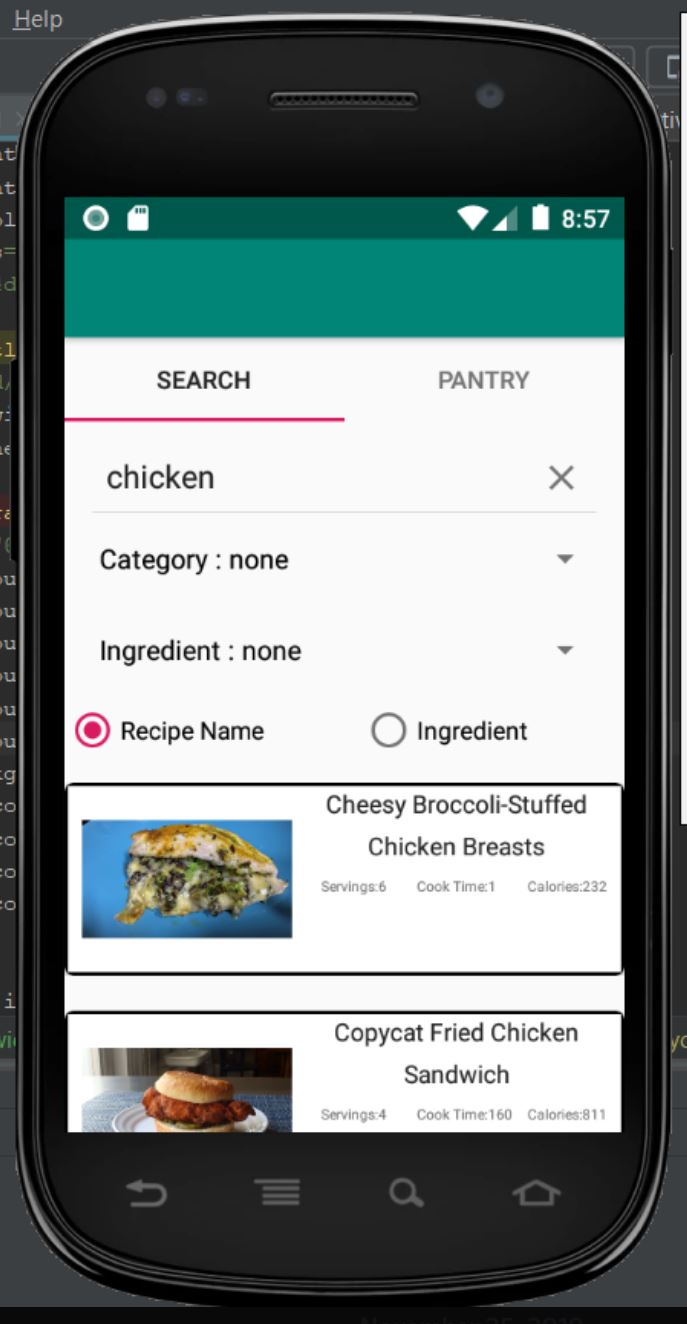 Help
8:57
SEARCH PANTRY
chicken
Category : none
Ingredient : none
Recipe Name Ingredient
Cheesy Broccoli-Stuffed
Chicken Breasts
Servings:6 Cook Time:1 Calories:232
Copycat Fried Chicken
Sandwich
Servings:4 Cook Time:160 Calories:811